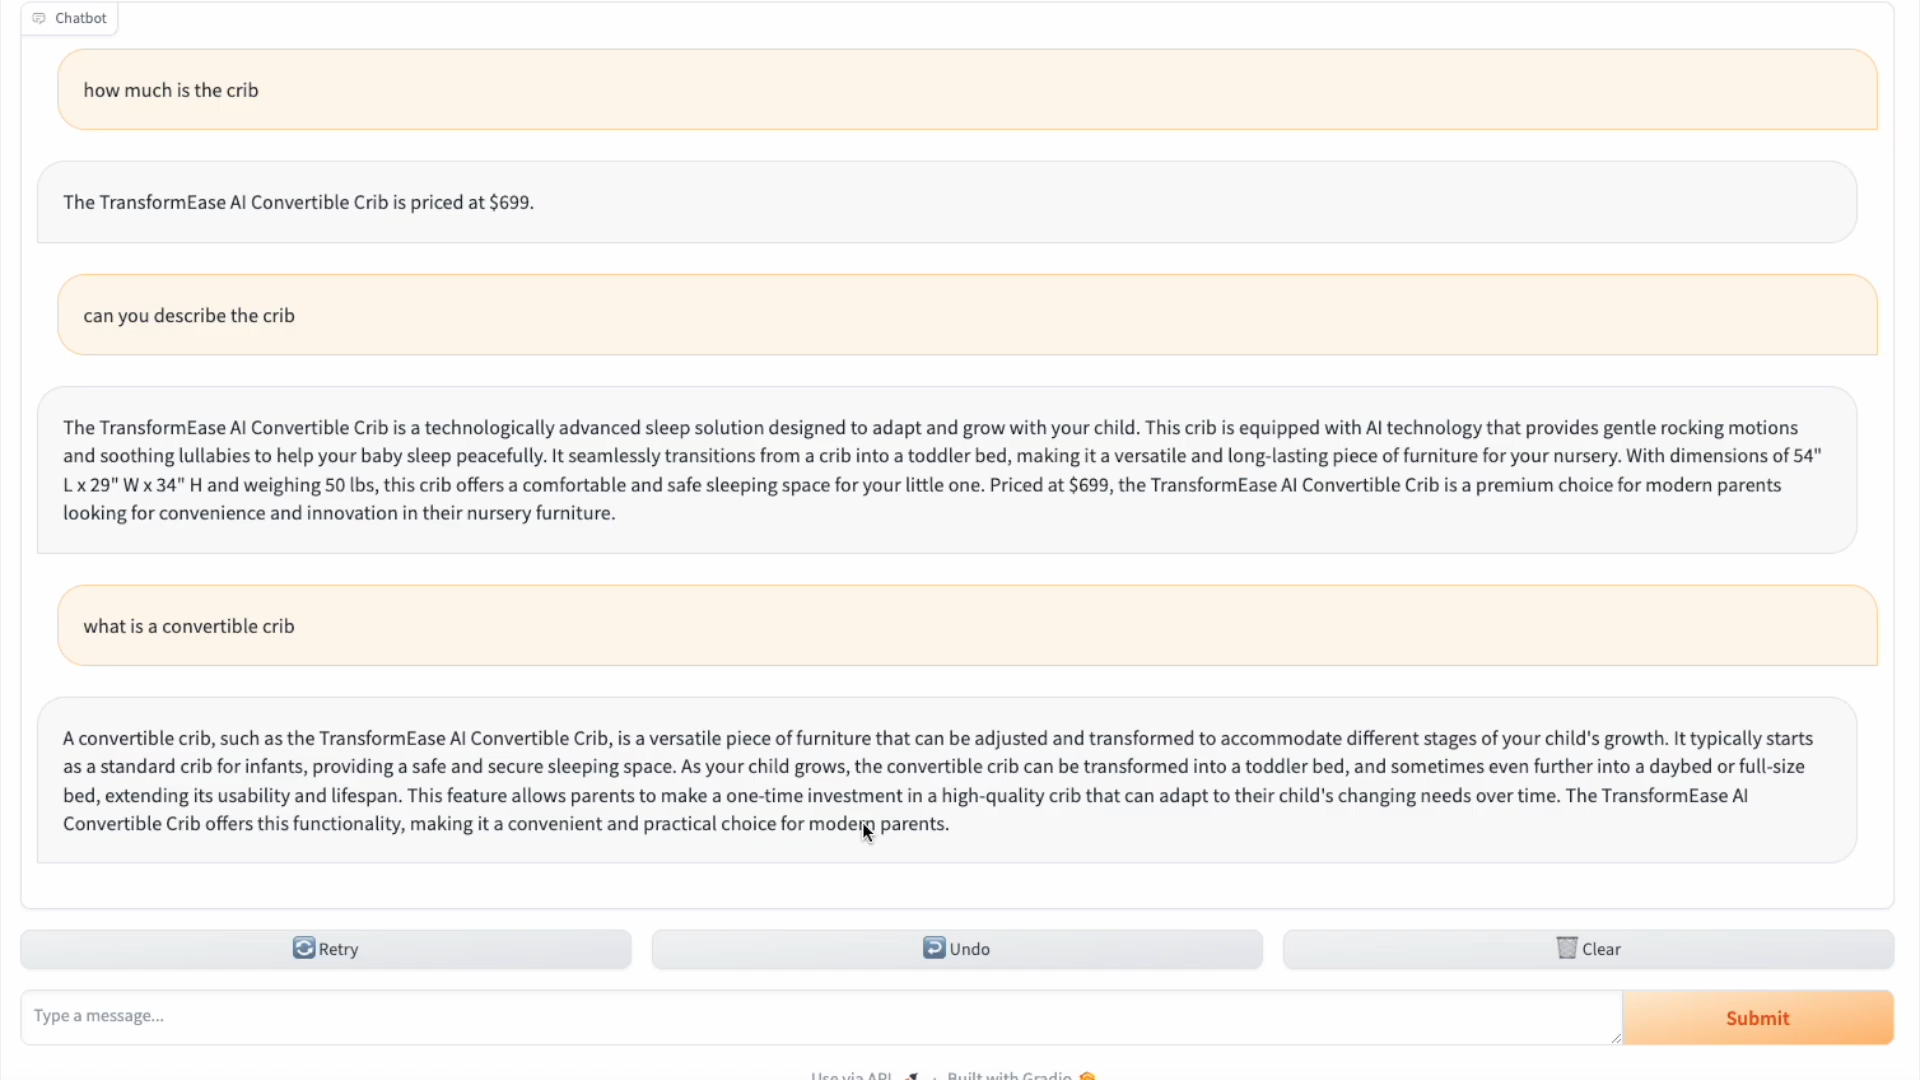 Chatbot
how much is the crib
The TransformEase AI Convertible Crib is priced at $699.
can you describe the crib
The TransformEase AI Convertible Crib is a technologically advanced sleep solution designed to adapt and grow with your child. This crib is equipped with AI technology that provides gentle rocking motions
and soothing lullabies to help your baby sleep peacefully. It seamlessly transitions from a crib into a toddler bed, making it a versatile and long-lasting piece of furniture for your nursery. With dimensions of 54"
L x 29" W x 34" H and weighing 50 lbs, this crib offers a comfortable and safe sleeping space for your little one. Priced at $699, the TransformEase AI Convertible Crib is a premium choice for modern parents
looking for convenience and innovation in their nursery furniture.
what is a convertible crib
A convertible crib, such as the TransformEase AI Convertible Crib, is a versatile piece of furniture that can be adjusted and transformed to accommodate different stages of your child's growth. It typically starts
as a standard crib for infants, providing a safe and secure sleeping space. As your child grows, the convertible crib can be transformed into a toddler bed, and sometimes even further into a daybed or full-size
bed, extending its usability and lifespan. This feature allows parents to make a one-time investment in a high-quality crib that can adapt to their child's changing needs over time. The TransformEase AI
Convertible Crib offers this functionality, making it a convenient and practical choice for modern parents.
Retry Undo Clear
Type a message... Submit
Use via API · Built with Gradio